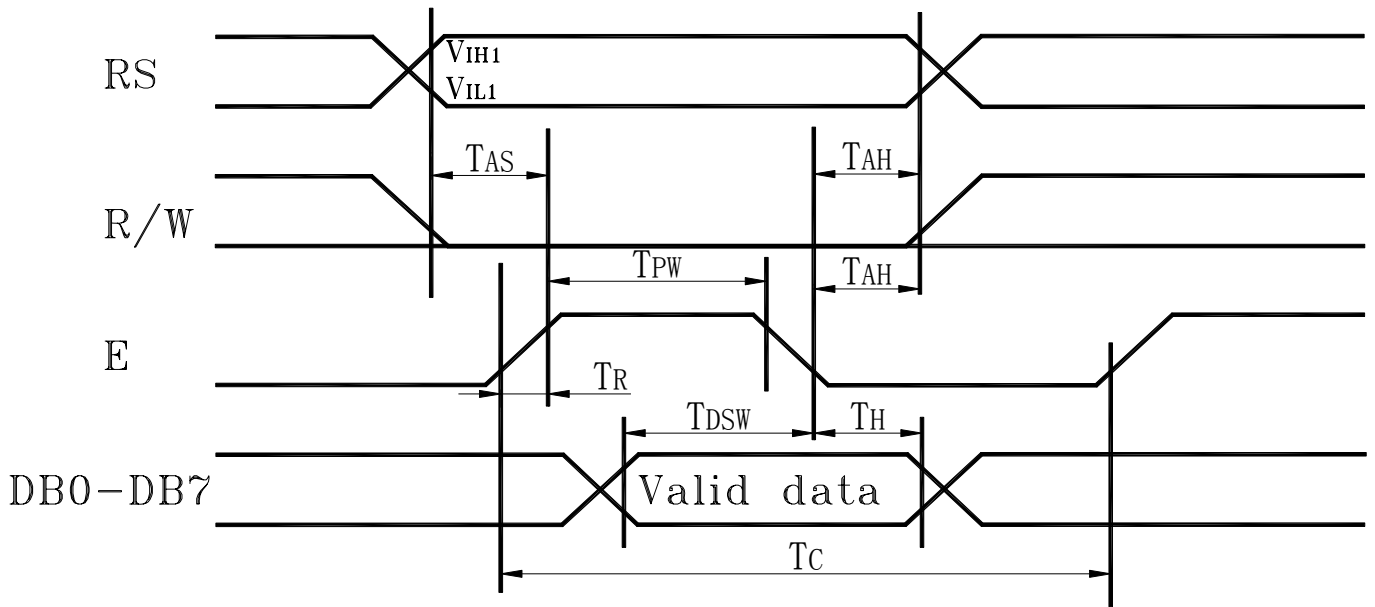 RS
VIH1
VIL1
TAS
TAH
R/W
TPW
TAH
E
TR
TDSW
TH
DB0-DB7
Valid data
TC